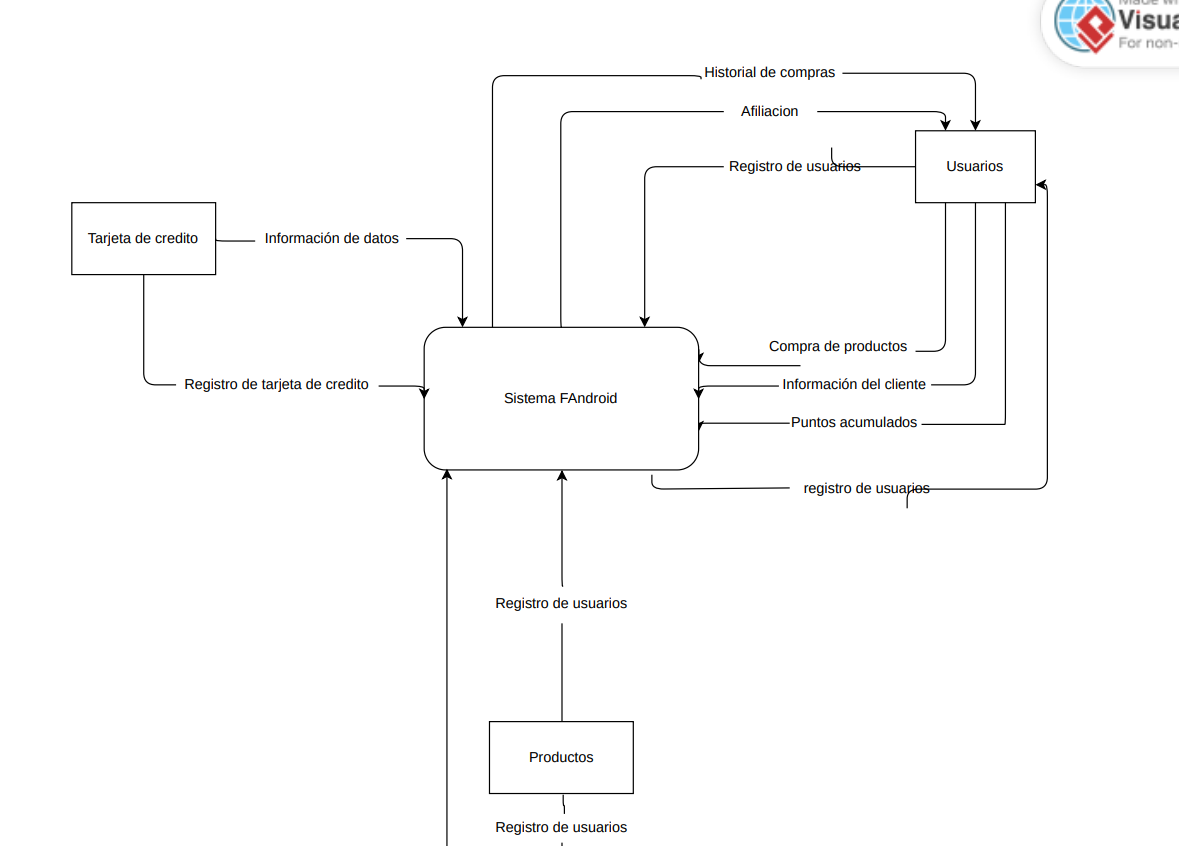 Made wi
Visua
For non-
Historial de compras
Afiliacion
Registro de usuarios
Usuarios
Tarjeta de credito
Información de datos
Compra de productos
Registro de tarjeta de credito
Información del cliente
Sistema FAndroid
Puntos acumulados
registro de usuarios
Registro de usuarios
Productos
Registro de usuarios